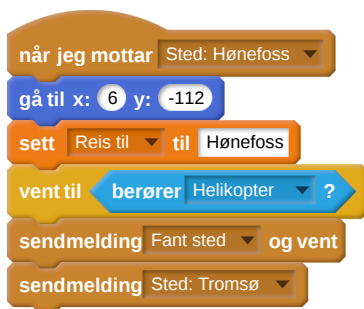 når jeg mottar Sted: Hønefoss
gå til x: 6 y: -112
sett Reis til til Hønefoss
vent til berører Helikopter ?
sendmelding Fant sted og vent
sendmelding Sted: Tromsø